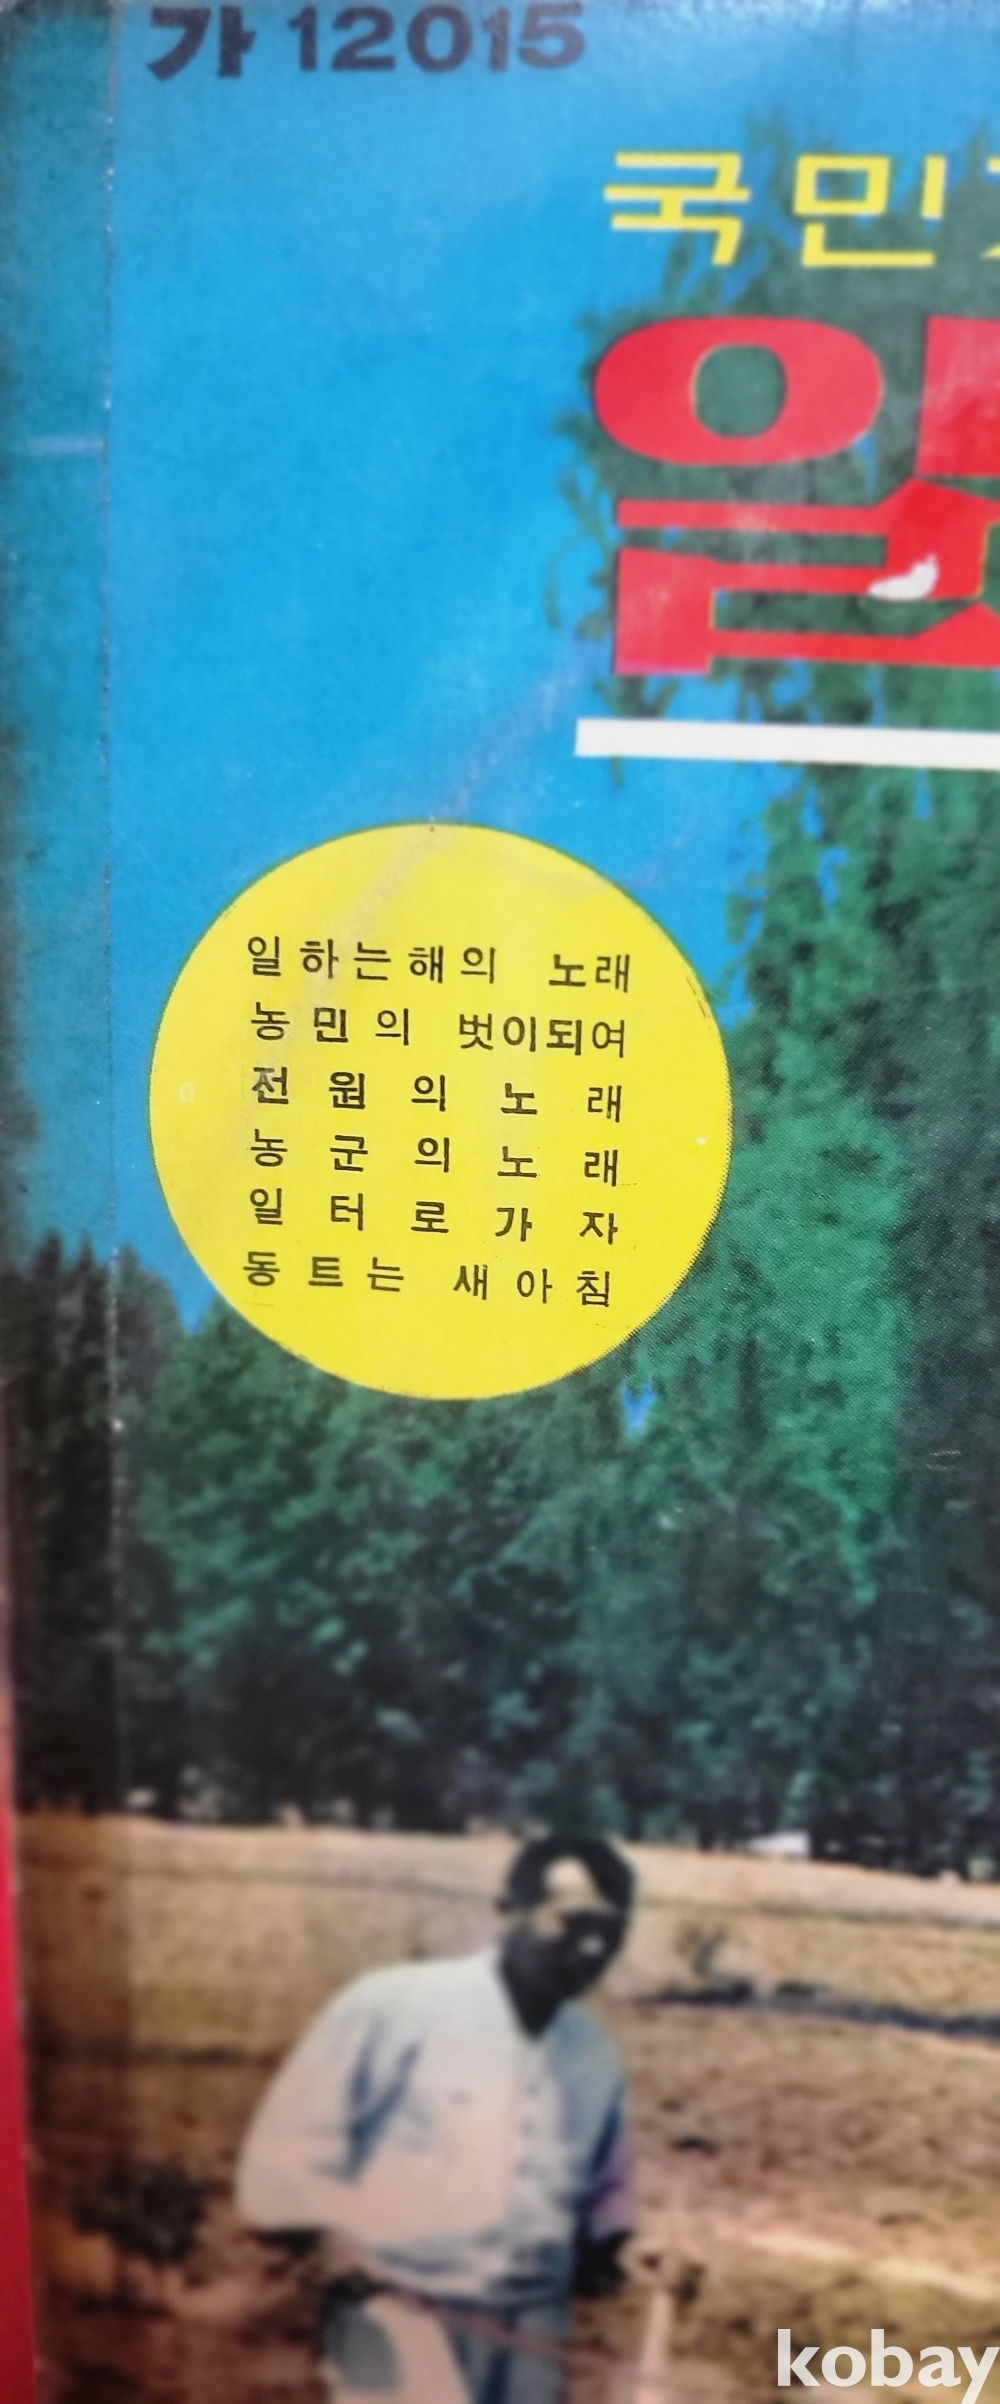 가 12015
국민
일
일하는해의 노래
농민의 벗이되여
전원의노래
농군의노래
일터로가자
동트는 새아침
kobay